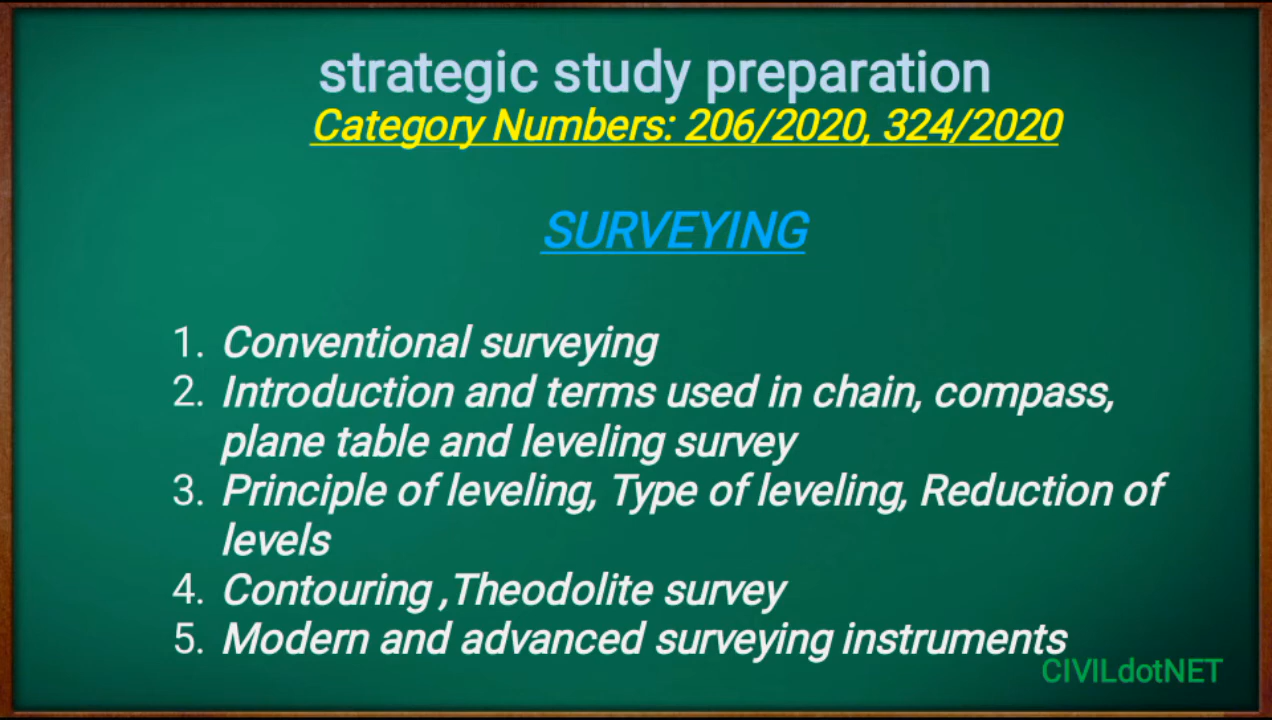 strategic study preparation
Category Numbers: 206/2020, 324/2020
SURVEYING
1. Conventional surveying
2. Introduction and terms used in chain, compass,
plane table and leveling survey
3. Principle of leveling, Type of leveling, Reduction of
levels
4. Contouring ,Theodolite survey
5. Modern and advanced surveying instruments
CIVILdotNET